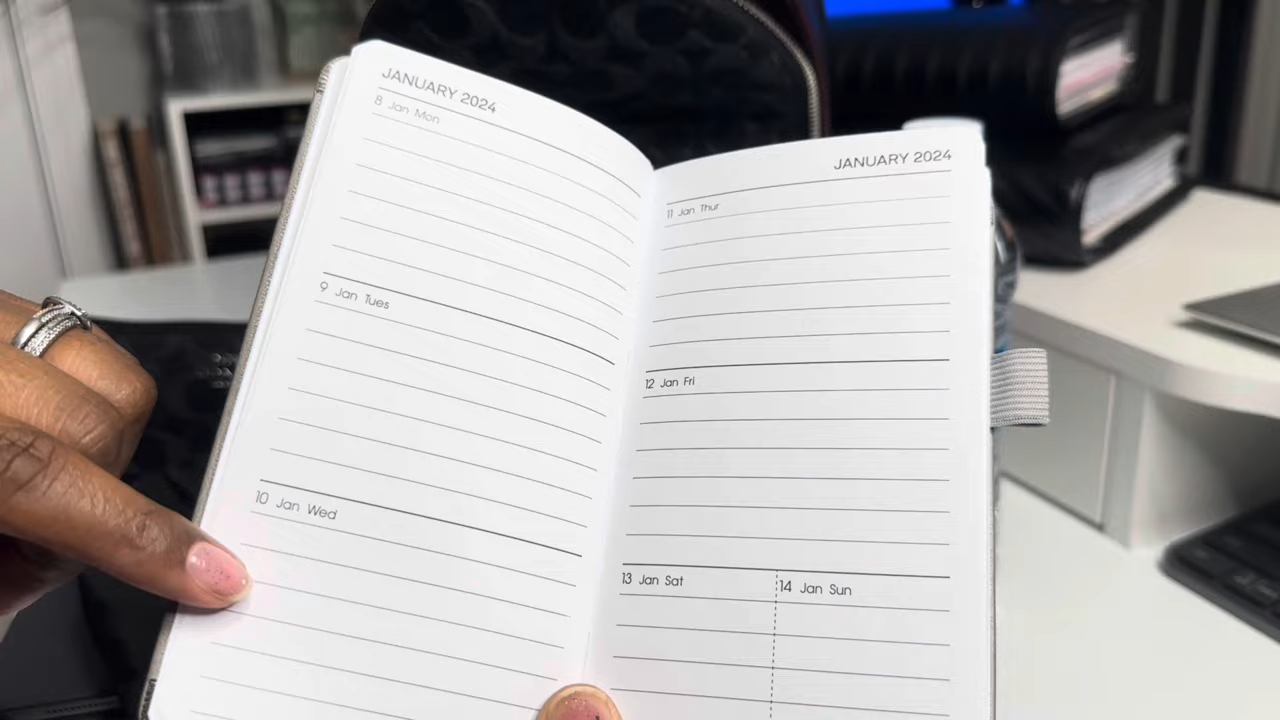 JANUARY 2024
8 Jan Mon
9 Jan Tues
10 Jan Wed
JANUARY 2024
11 Jan Thur
12 Jan Fri
13 Jan Sat
14 Jan Sun